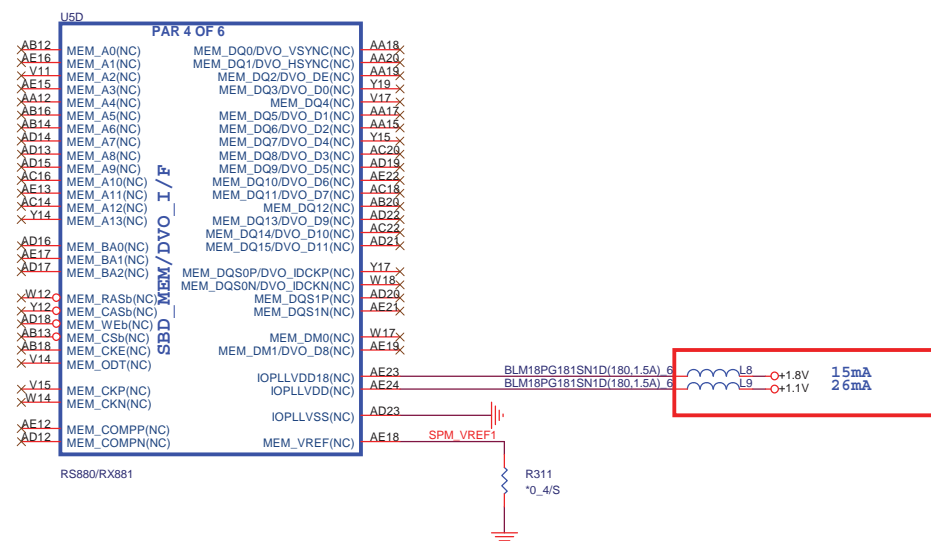 U5D
PAR 4 OF 6
AB12 MEM_A0(NC) MEM_DQ0/DVO_VSYNC(NC) AA18
AE16 MEM_A1(NC) MEM_DQ1/DVO_HSYNC(NC) AA20
V11 MEM_A2(NC) MEM_DQ2/DVO_DE(NC) AA19
AE15 MEM_A3(NC) MEM_DQ3/DVO_D0(NC) Y19
AA12 MEM_A4(NC) MEM_DQ4(NC) V17
AB16 MEM_A5(NC) MEM_DQ5/DVO_D1(NC) AA17
AB14 MEM_A6(NC) MEM_DQ6/DVO_D2(NC) AA15
AD14 MEM_A7(NC) MEM_DQ7/DVO_D4(NC) Y15
AD13 MEM_A8(NC) MEM_DQ8/DVO_D3(NC) AC20
AD15 MEM_A9(NC) MEM_DQ9/DVO_D5(NC) AD19
AC16 MEM_A10(NC) MEM_DQ10/DVO_D6(NC) AE22
AE13 MEM_A11(NC) MEM_DQ11/DVO_D7(NC) AC18
AC14 MEM_A12(NC) MEM_DQ12(NC) AB20
Y14 MEM_A13(NC) MEM_DQ13/DVO_D9(NC) AD22
MEM_DQ14/DVO_D10(NC) AC22
AD16 MEM_BA0(NC) MEM_DQ15/DVO_D11(NC) AD21
AE17 MEM_BA1(NC)
AD17 MEM_BA2(NC) MEM_DQS0P/DVO_IDCKP(NC) Y17
MEM_DQS0N/DVO_IDCKN(NC) W18
W12 MEM_RASb(NC) MEM_DQS1P(NC) AD20
Y12 MEM_CASb(NC) MEM_DQS1N(NC) AE21
AD18 MEM_WEb(NC)
AB13 MEM_CSb(NC) MEM_DM0(NC) W17
AB18 MEM_CKE(NC) MEM_DM1/DVO_D8(NC) AE19
V14 MEM_ODT(NC)
SBD_MEM/DVO_I/F
IOPLLVDD18(NC) AE23 BLM18PG181SN1D(180,1.5A)_6 L8 +1.8V 15mA
V15 MEM_CKP(NC) IOPLLVDD(NC) AE24 BLM18PG181SN1D(180,1.5A)_6 L9 +1.1V 26mA
W14 MEM_CKN(NC)
IOPLLVSS(NC) AD23
AE12 MEM_COMPP(NC)
AD12 MEM_COMPN(NC) MEM_VREF(NC) AE18 SPM_VREF1
RS880/RX881
R311
*0_4/S